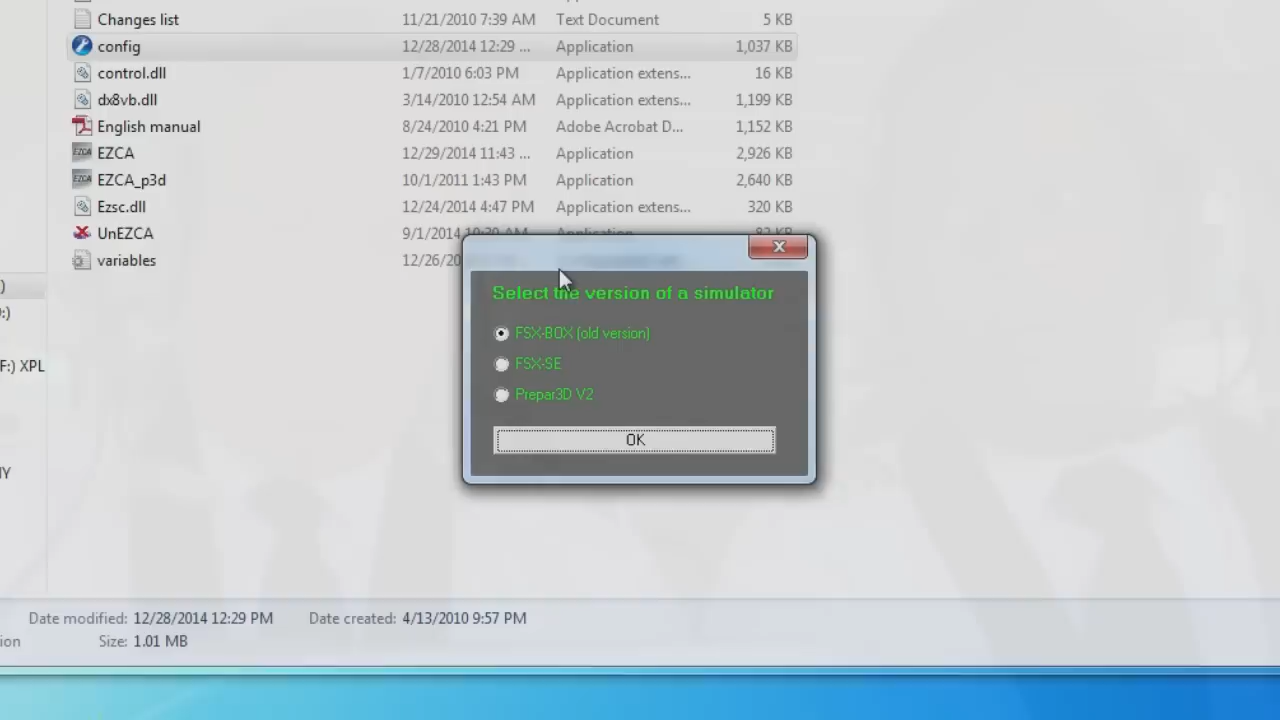 Changes list 11/21/2010 7:39 AM Text Document 5 KB
config 12/28/2014 12:29 ... Application 1,037 KB
control.dll 1/7/2010 6:03 PM Application extens... 16 KB
dx8vb.dll 3/14/2010 12:54 AM Application extens... 1,199 KB
English manual 8/24/2010 4:21 PM Adobe Acrobat D... 1,152 KB
EZCA 12/29/2014 11:43 ... Application 2,926 KB
EZCA_p3d 10/1/2011 1:43 PM Application 2,640 KB
Ezsc.dll 12/24/2014 4:47 PM Application extens... 320 KB
UnEZCA 9/1/2014 10:39 AM Application 82 KB
variables 12/26/20
)
:)
F:) XPL
Select the version of a simulator
FSX-BOX (old version)
FSX-SE
Prepar3D V2
OK
Date modified: 12/28/2014 12:29 PM Date created: 4/13/2010 9:57 PM
ion Size: 1.01 MB